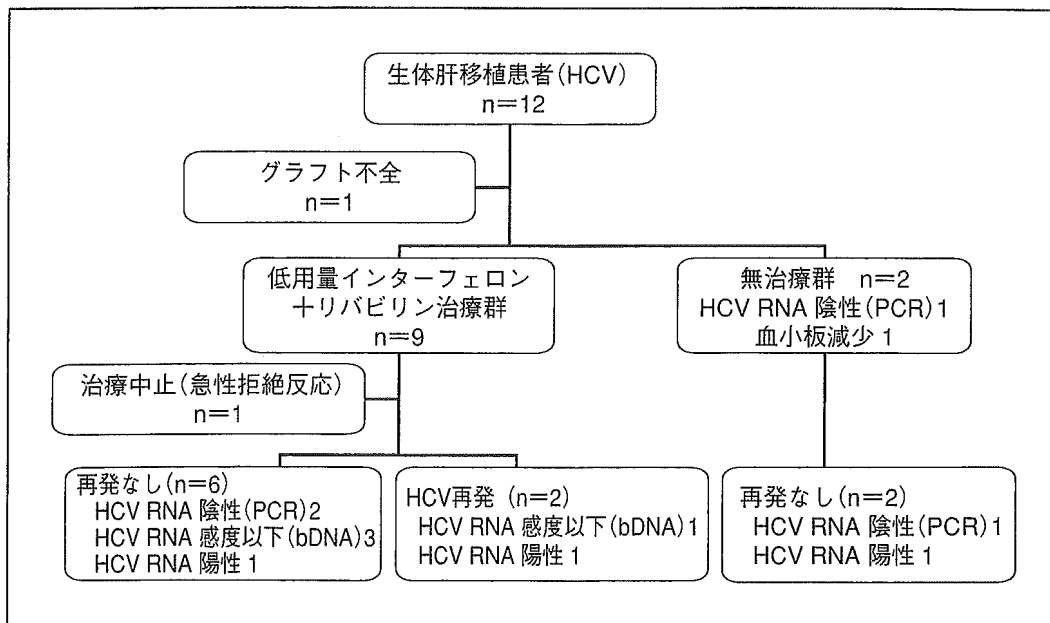 生体肝移植患者(HCV)
n=12
グラフト不全
n=1
低用量インターフェロン
+リバビリン治療群
n=9
無治療群 n=2
HCV RNA 陰性(PCR)1
血小板減少 1
治療中止(急性拒絶反応)
n=1
再発なし(n=6)
HCV RNA 陰性(PCR)2
HCV RNA 感度以下(bDNA)3
HCV RNA 陽性 1
HCV再発 (n=2)
HCV RNA 感度以下(bDNA)1
HCV RNA 陽性 1
再発なし(n=2)
HCV RNA 陰性(PCR)1
HCV RNA 陽性 1